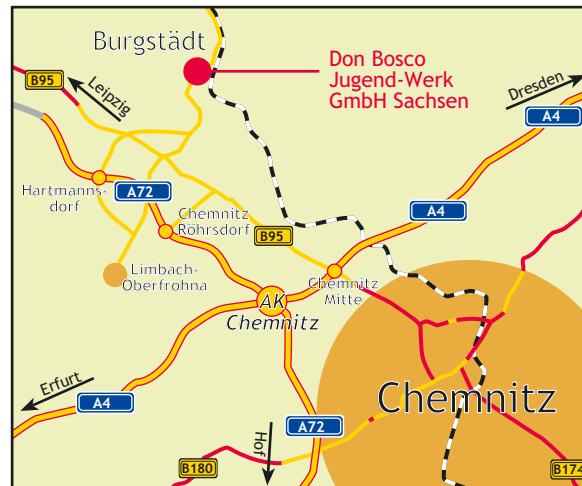 Burgstädt
Don Bosco
Jugend-Werk
GmbH Sachsen
B95
Leipzig
Dresden
A4
Hartmanns-
dorf
A72
Chemnitz
Röhrsdorf
B95
A4
Limbach-
Oberfrohna
Chemnitz
Mitte
AK
Chemnitz
Erfurt
A4
Chemnitz
A72
Hof
B180
B174